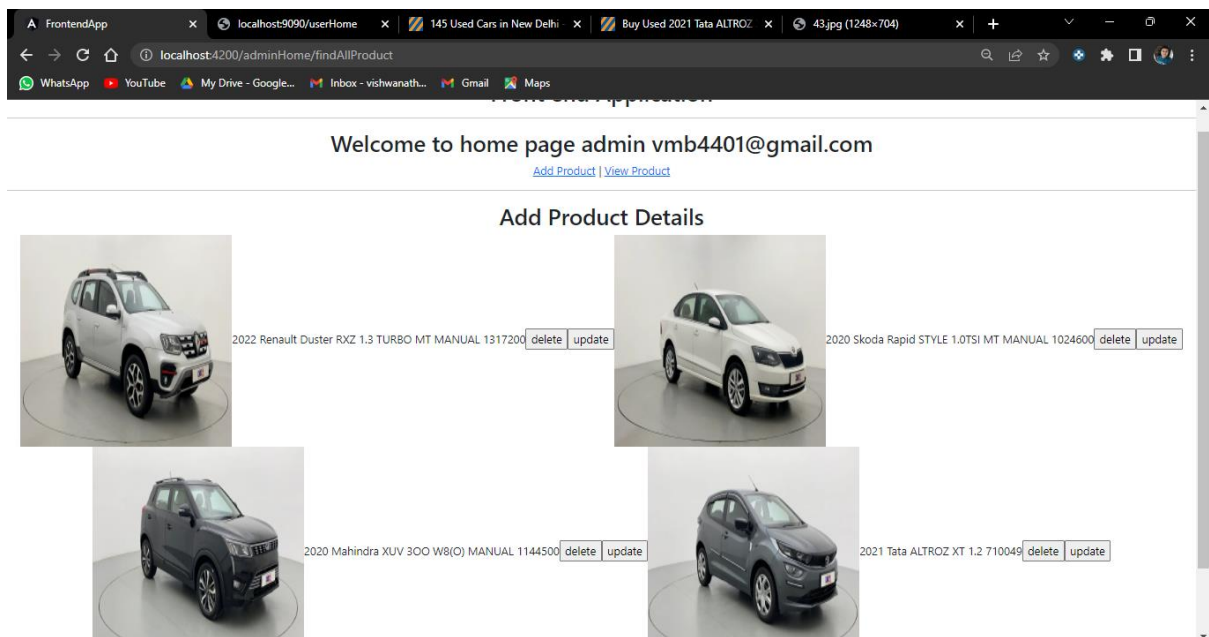 FrontendApp
localhost:9090/userHome
145 Used Cars in New Delhi -
Buy Used 2021 Tata ALTROZ
43.jpg (1248×704)
localhost:4200/adminHome/findAllProduct
WhatsApp YouTube My Drive - Google... Inbox - vishwanath... Gmail Maps
Front end Application
Welcome to home page admin vmb4401@gmail.com
Add Product | View Product
Add Product Details
2022 Renault Duster RXZ 1.3 TURBO MT MANUAL 1317200 delete update
2020 Skoda Rapid STYLE 1.0TSI MT MANUAL 1024600 delete update
2020 Mahindra XUV 3OO W8(O) MANUAL 1144500 delete update
2021 Tata ALTROZ XT 1.2 710049 delete update